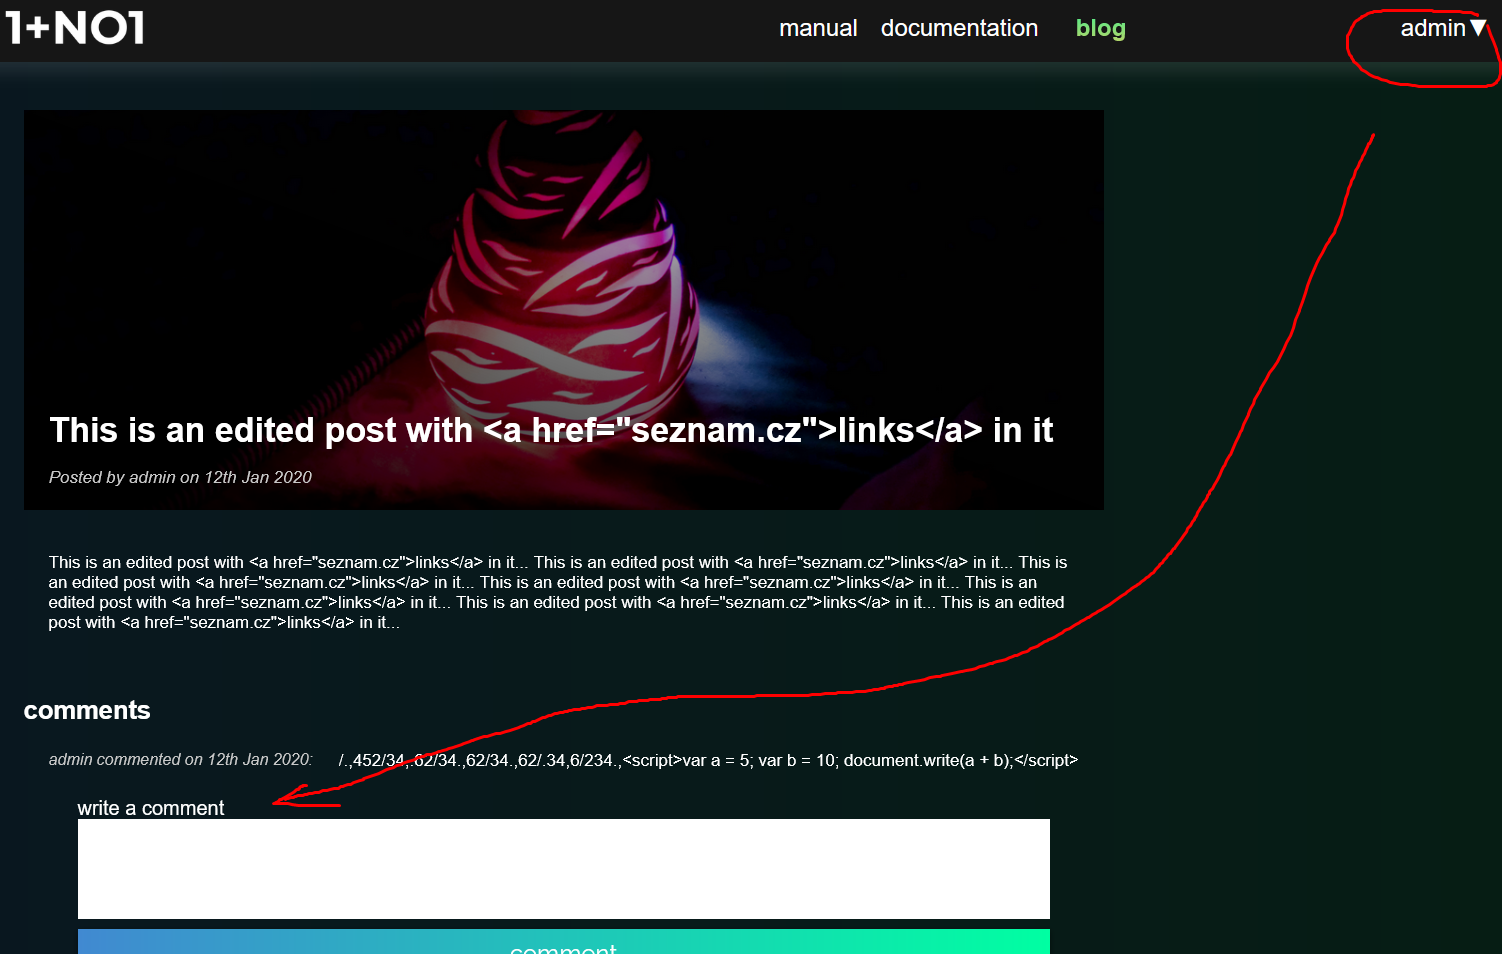 1+NO1
manual documentation blog admin▼
This is an edited post with <a href="seznam.cz">links</a> in it
Posted by admin on 12th Jan 2020
This is an edited post with <a href="seznam.cz">links</a> in it... This is an edited post with <a href="seznam.cz">links</a> in it... This is
an edited post with <a href="seznam.cz">links</a> in it... This is an edited post with <a href="seznam.cz">links</a> in it... This is an
edited post with <a href="seznam.cz">links</a> in it... This is an edited post with <a href="seznam.cz">links</a> in it... This is an edited
post with <a href="seznam.cz">links</a> in it...
comments
admin commented on 12th Jan 2020: /.,452/34,.62/34.,62/34.,62/.34,6/234.,<script>var a = 5; var b = 10; document.write(a + b);</script>
write a comment
comment